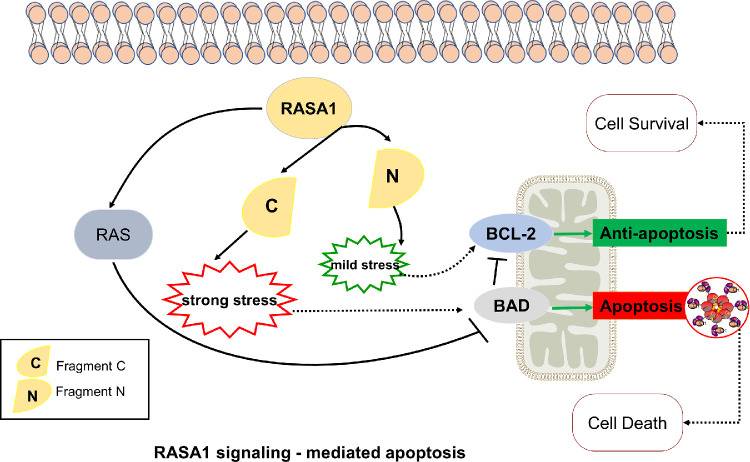 RASA1
Cell Survival
C
N
RAS
BCL-2
Anti-apoptosis
mild stress
strong stress
BAD
Apoptosis
C Fragment C
N Fragment N
Cell Death
RASA1 signaling - mediated apoptosis